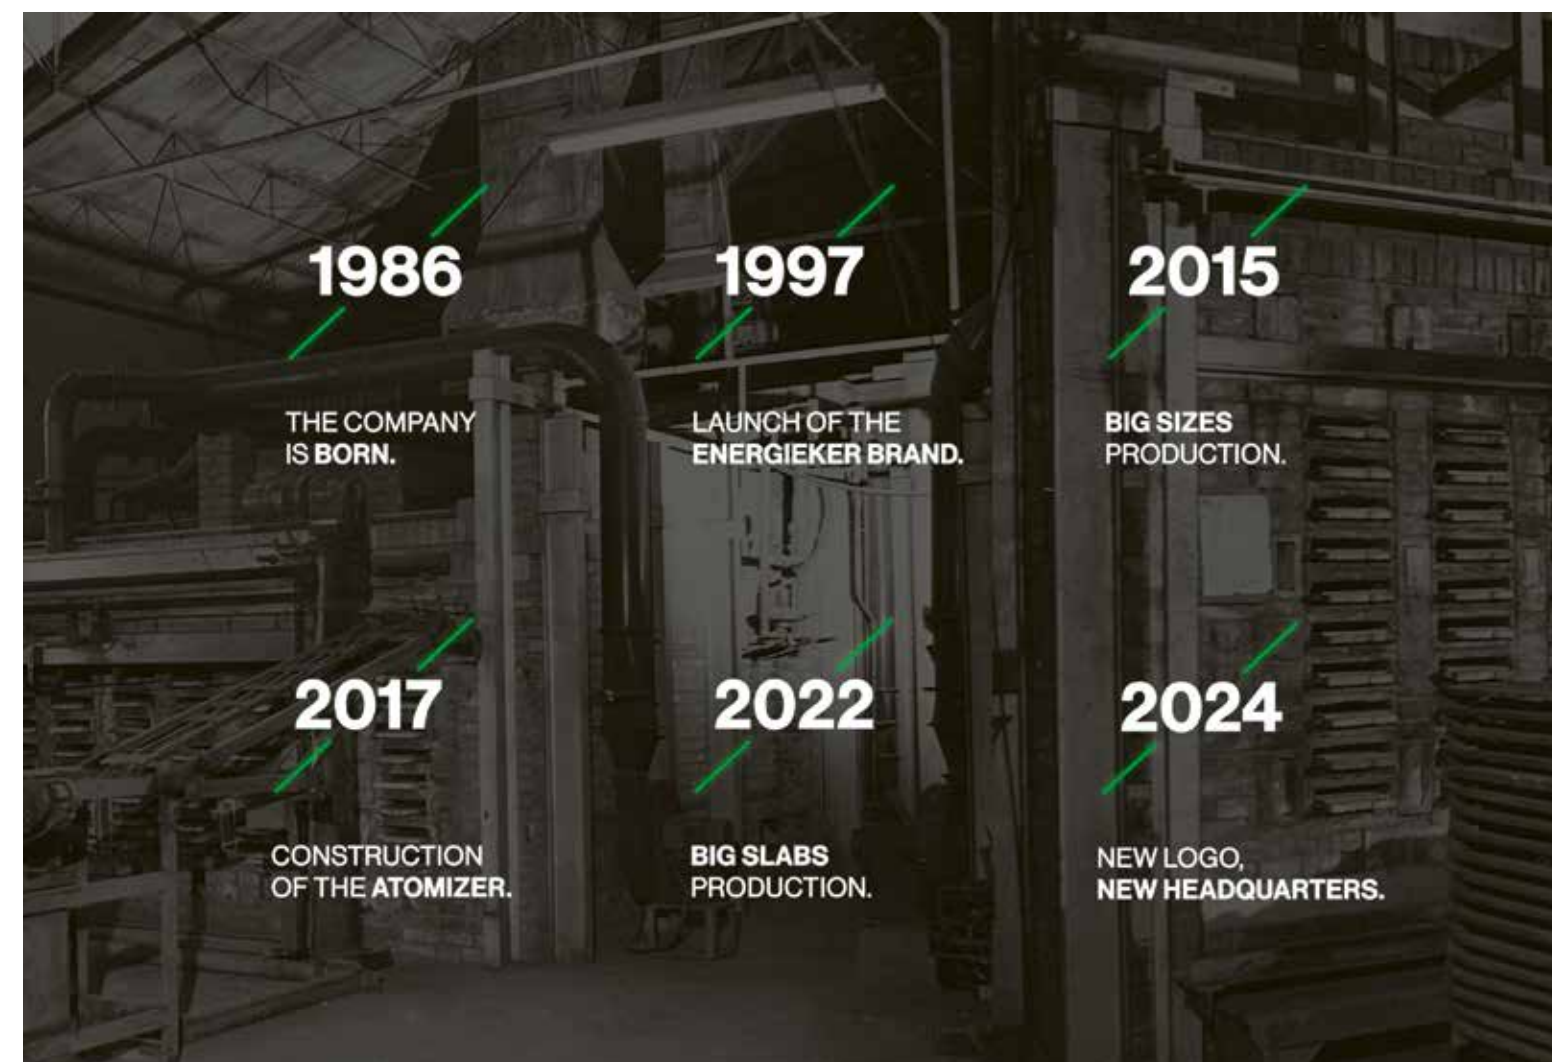 1986
THE COMPANY
IS BORN.
1997
LAUNCH OF THE
ENERGIEKER BRAND.
2015
BIG SIZES
PRODUCTION.
2017
CONSTRUCTION
OF THE ATOMIZER.
2022
BIG SLABS
PRODUCTION.
2024
NEW LOGO,
NEW HEADQUARTERS.